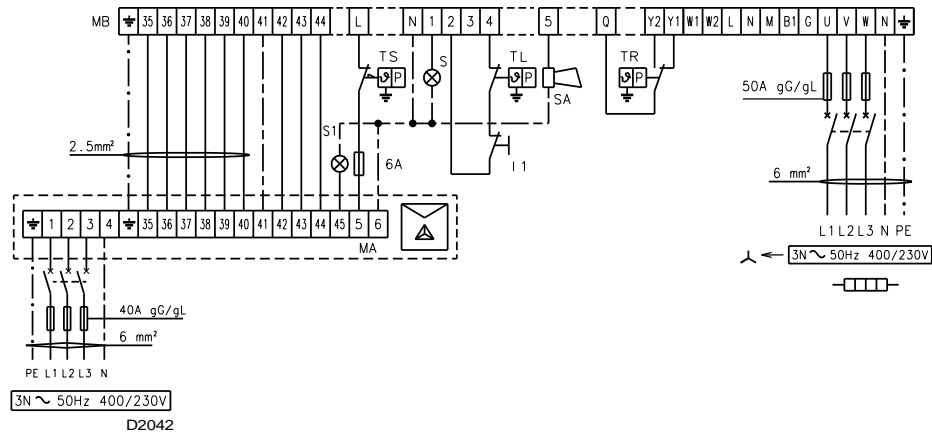 MB ⏚ 35 36 37 38 39 40 41 42 43 44 L N 1 2 3 4 5 Q Y2 Y1 W1 W2 L N M B1 G U V W N ⏚
TS S TL TR
ϑ P ϑ P ϑ P
SA
50A gG/gL
S1
2.5mm²
6A
I1
6 mm²
L1 L2 L3 N PE
⏚ 1 2 3 4 ⏚ 35 36 37 38 39 40 41 42 43 44 45 5 6
MA
3N ~ 50Hz 400/230V
40A gG/gL
6 mm²
PE L1 L2 L3 N
3N ~ 50Hz 400/230V
D2042